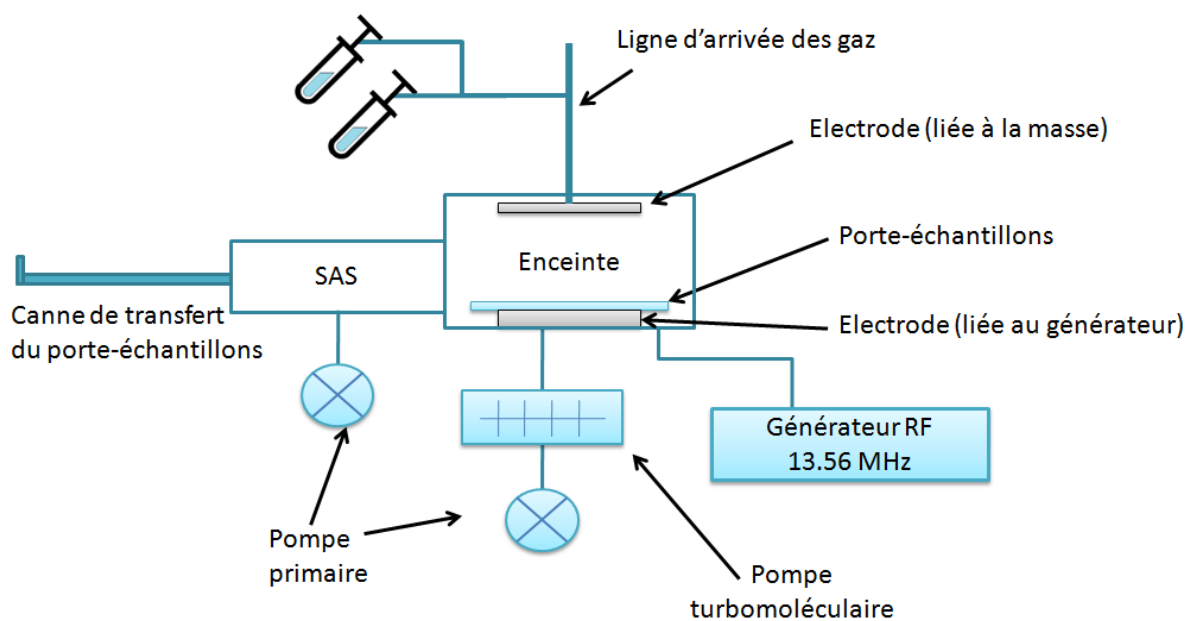 Ligne d’arrivée des gaz
Electrode (liée à la masse)
Porte-échantillons
Enceinte
SAS
Canne de transfert
du porte-échantillons
Electrode (liée au générateur)
Générateur RF
13.56 MHz
Pompe
primaire
Pompe
turbomoléculaire